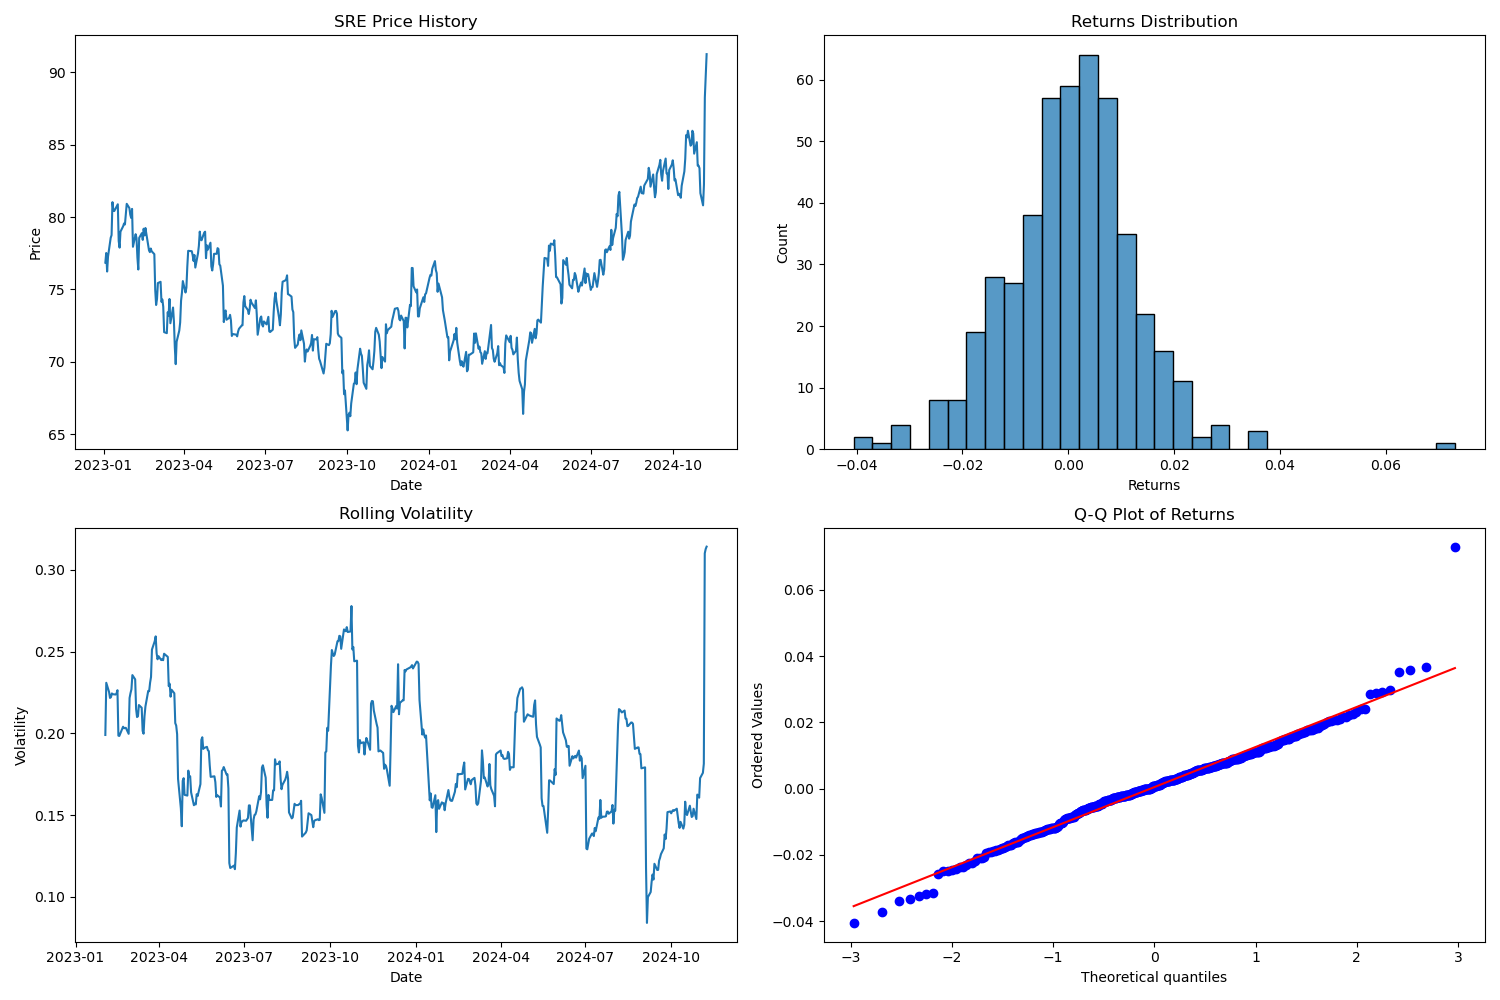 SRE Price History
Price
90
85
80
75
70
65
2023-01 2023-04 2023-07 2023-10 2024-01 2024-04 2024-07 2024-10
Date
Returns Distribution
Count
60
50
40
30
20
10
0
−0.04 −0.02 0.00 0.02 0.04 0.06
Returns
Rolling Volatility
Volatility
0.30
0.25
0.20
0.15
0.10
2023-01 2023-04 2023-07 2023-10 2024-01 2024-04 2024-07 2024-10
Date
Q-Q Plot of Returns
Ordered Values
0.06
0.04
0.02
0.00
−0.02
−0.04
−3 −2 −1 0 1 2 3
Theoretical quantiles